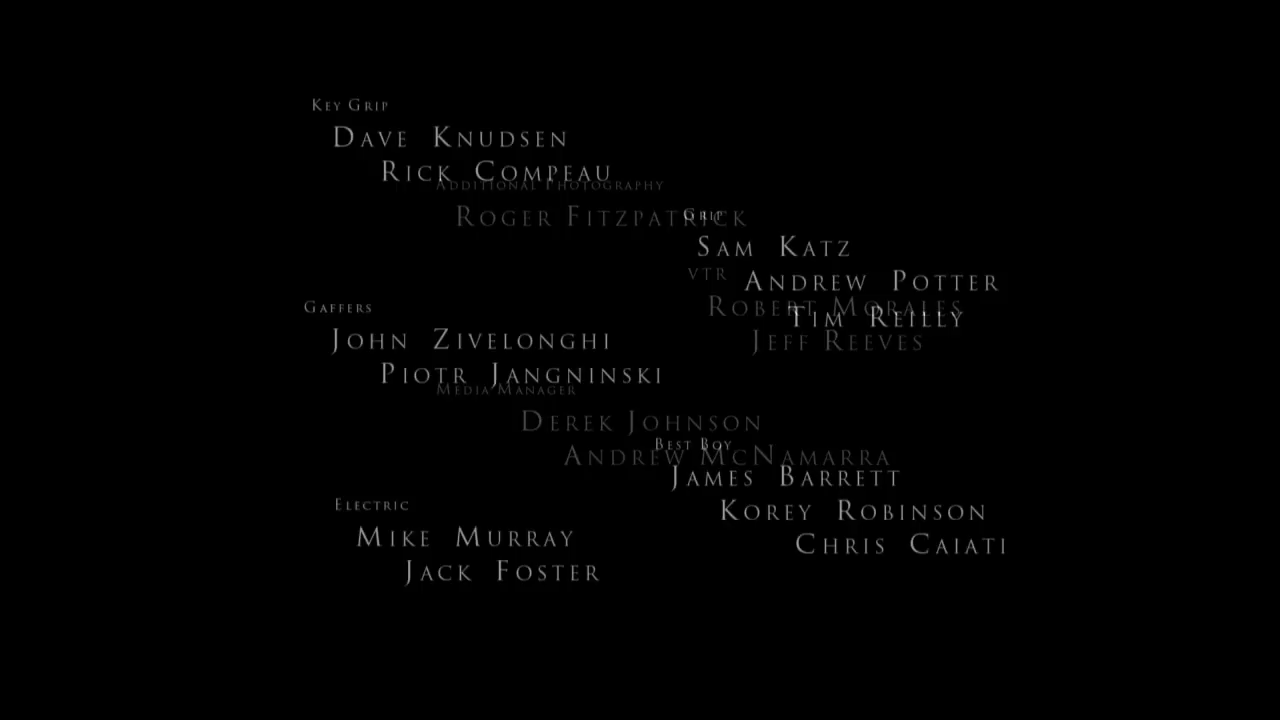 Key Grip
Dave Knudsen
Rick Compeau
Additional Photography
Roger Fitzpatrick
Grip
Sam Katz
VTR
Andrew Potter
Robert Morales
Tim Reilly
Jeff Reeves
Gaffers
John Zivelonghi
Piotr Jangninski
Media Manager
Derek Johnson
Best Boy
Andrew McNamarra
James Barrett
Korey Robinson
Chris Caiati
Electric
Mike Murray
Jack Foster